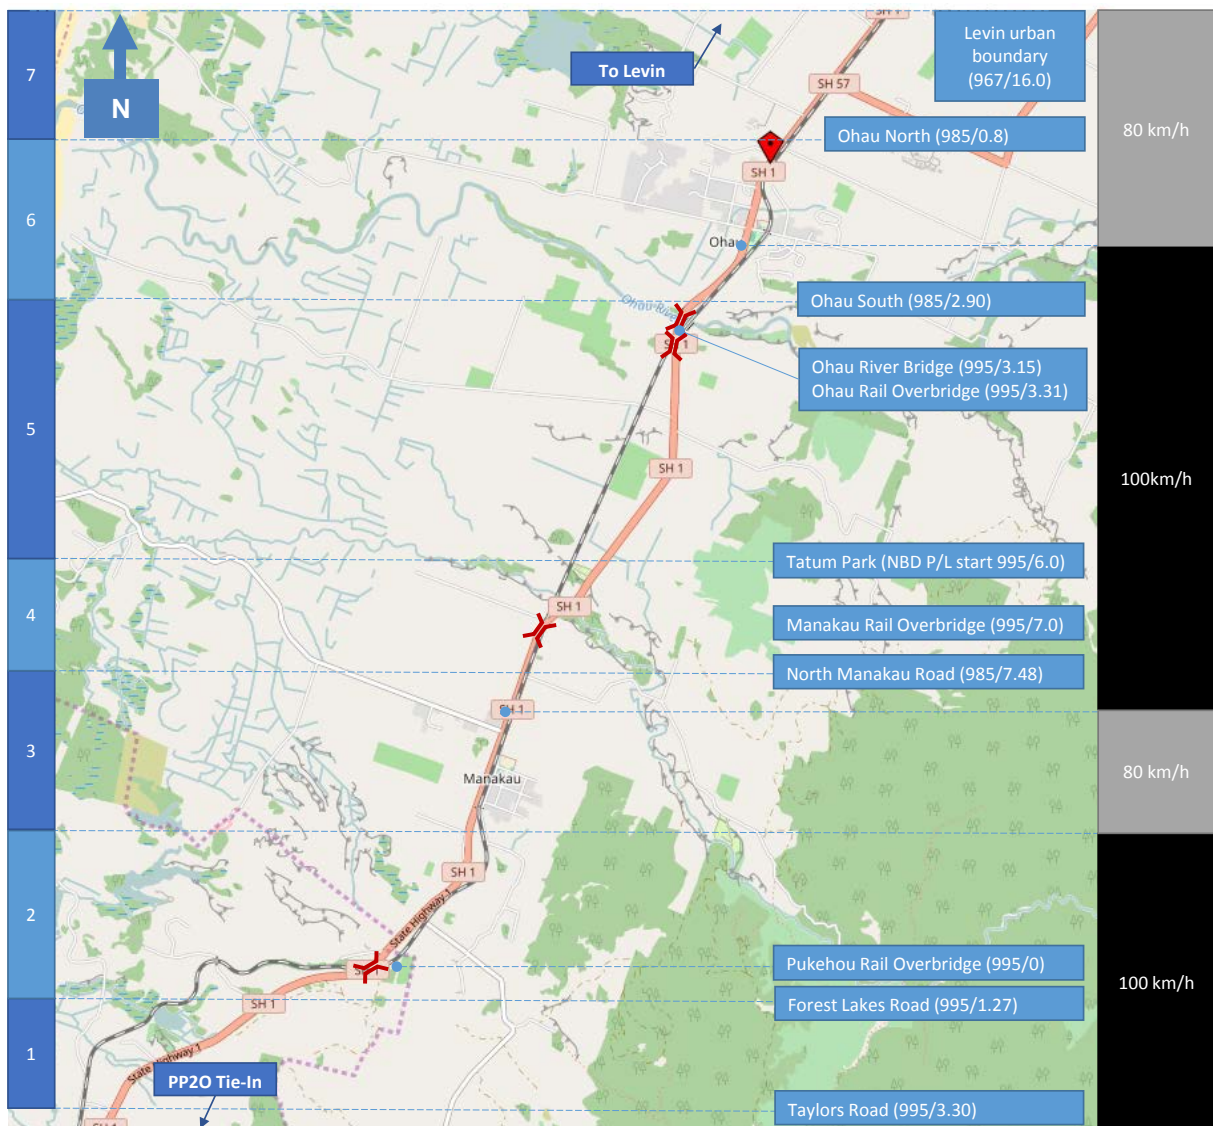 7
N
To Levin
SH 1
Levin urban
boundary
(967/16.0)
SH 57
Ohau North (985/0.8)
80 km/h
SH 1
6
Ohau
Ohau South (985/2.90)
Ohau River
Ohau River Bridge (995/3.15)
Ohau Rail Overbridge (995/3.31)
5
SH 1
100km/h
Tatum Park (NBD P/L start 995/6.0)
4
SH 1
Manakau Rail Overbridge (995/7.0)
North Manakau Road (985/7.48)
SH 1
3
Manakau
80 km/h
SH 1
2
State Highway 1
Pukehou Rail Overbridge (995/0)
100 km/h
SH 1
Forest Lakes Road (995/1.27)
1
State Highway 1
PP2O Tie-In
Taylors Road (995/3.30)
SH 1